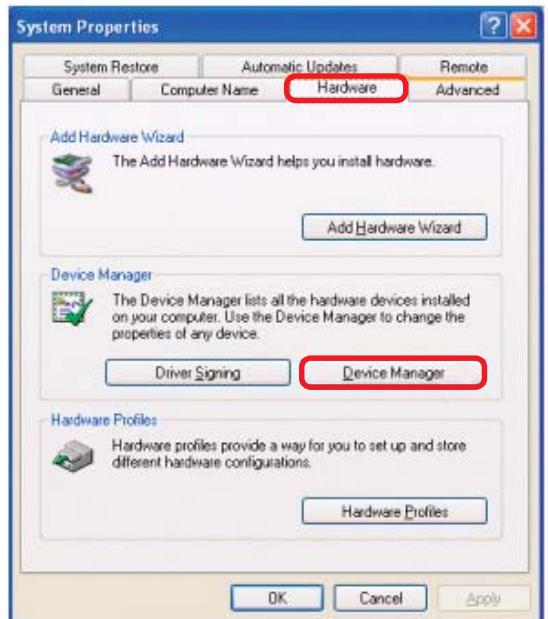 System Properties
System Restore Automatic Updates Remote
General Computer Name Hardware Advanced
Add Hardware Wizard
The Add Hardware Wizard helps you install hardware.
Add Hardware Wizard
Device Manager
The Device Manager lists all the hardware devices installed
on your computer. Use the Device Manager to change the
properties of any device.
Driver Signing Device Manager
Hardware Profiles
Hardware profiles provide a way for you to set up and store
different hardware configurations.
Hardware Profiles
OK Cancel Apply